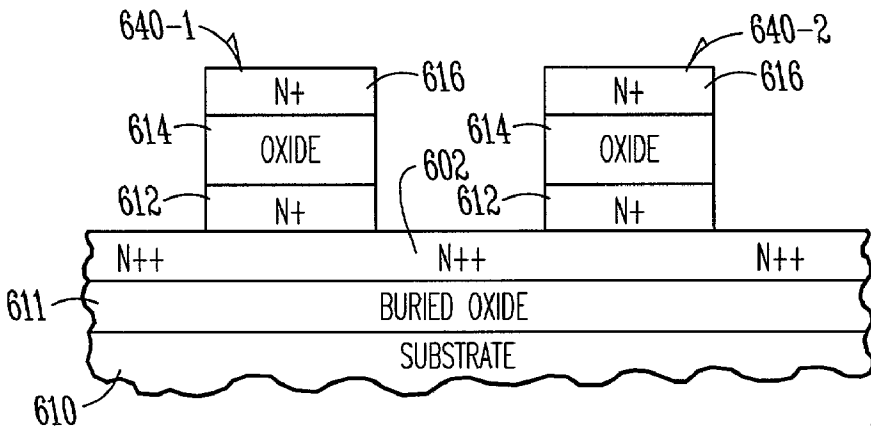 640-1 640-2
N+ 616 N+ 616
614 OXIDE 614 OXIDE
602
612 N+ 612 N+
N++ N++ N++
611 BURIED OXIDE
SUBSTRATE
610